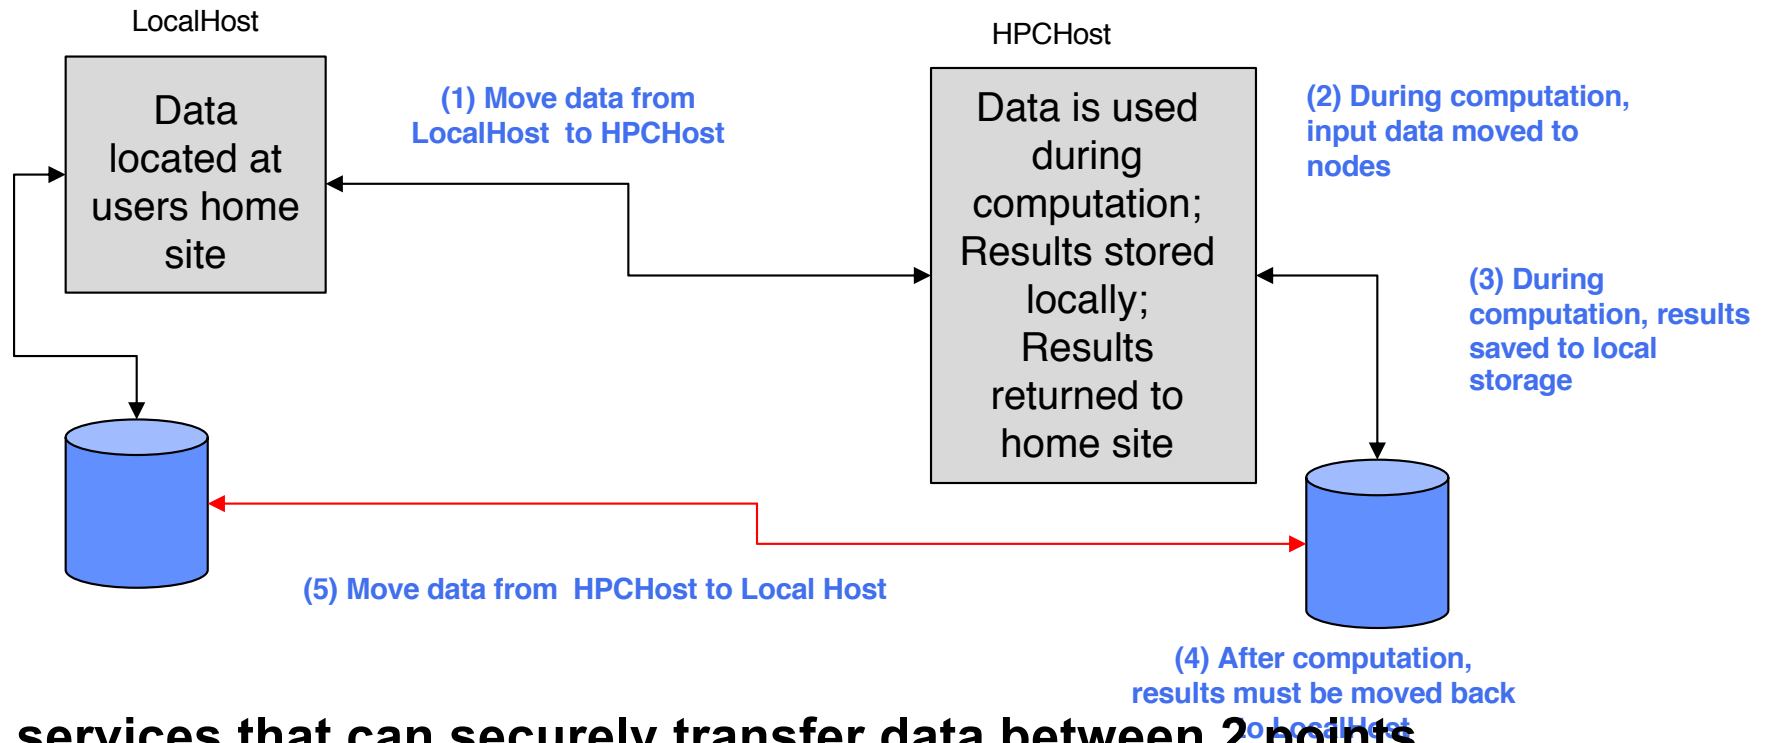 LocalHost
HPCHost
Data
located at
users home
site
(1) Move data from
LocalHost to HPCHost
Data is used
during
computation;
Results stored
locally;
Results
returned to
home site
(2) During computation,
input data moved to
nodes
(3) During
computation, results
saved to local
storage
(5) Move data from HPCHost to Local Host
(4) After computation,
results must be moved back
to LocalHost
services that can securely transfer data between 2 points